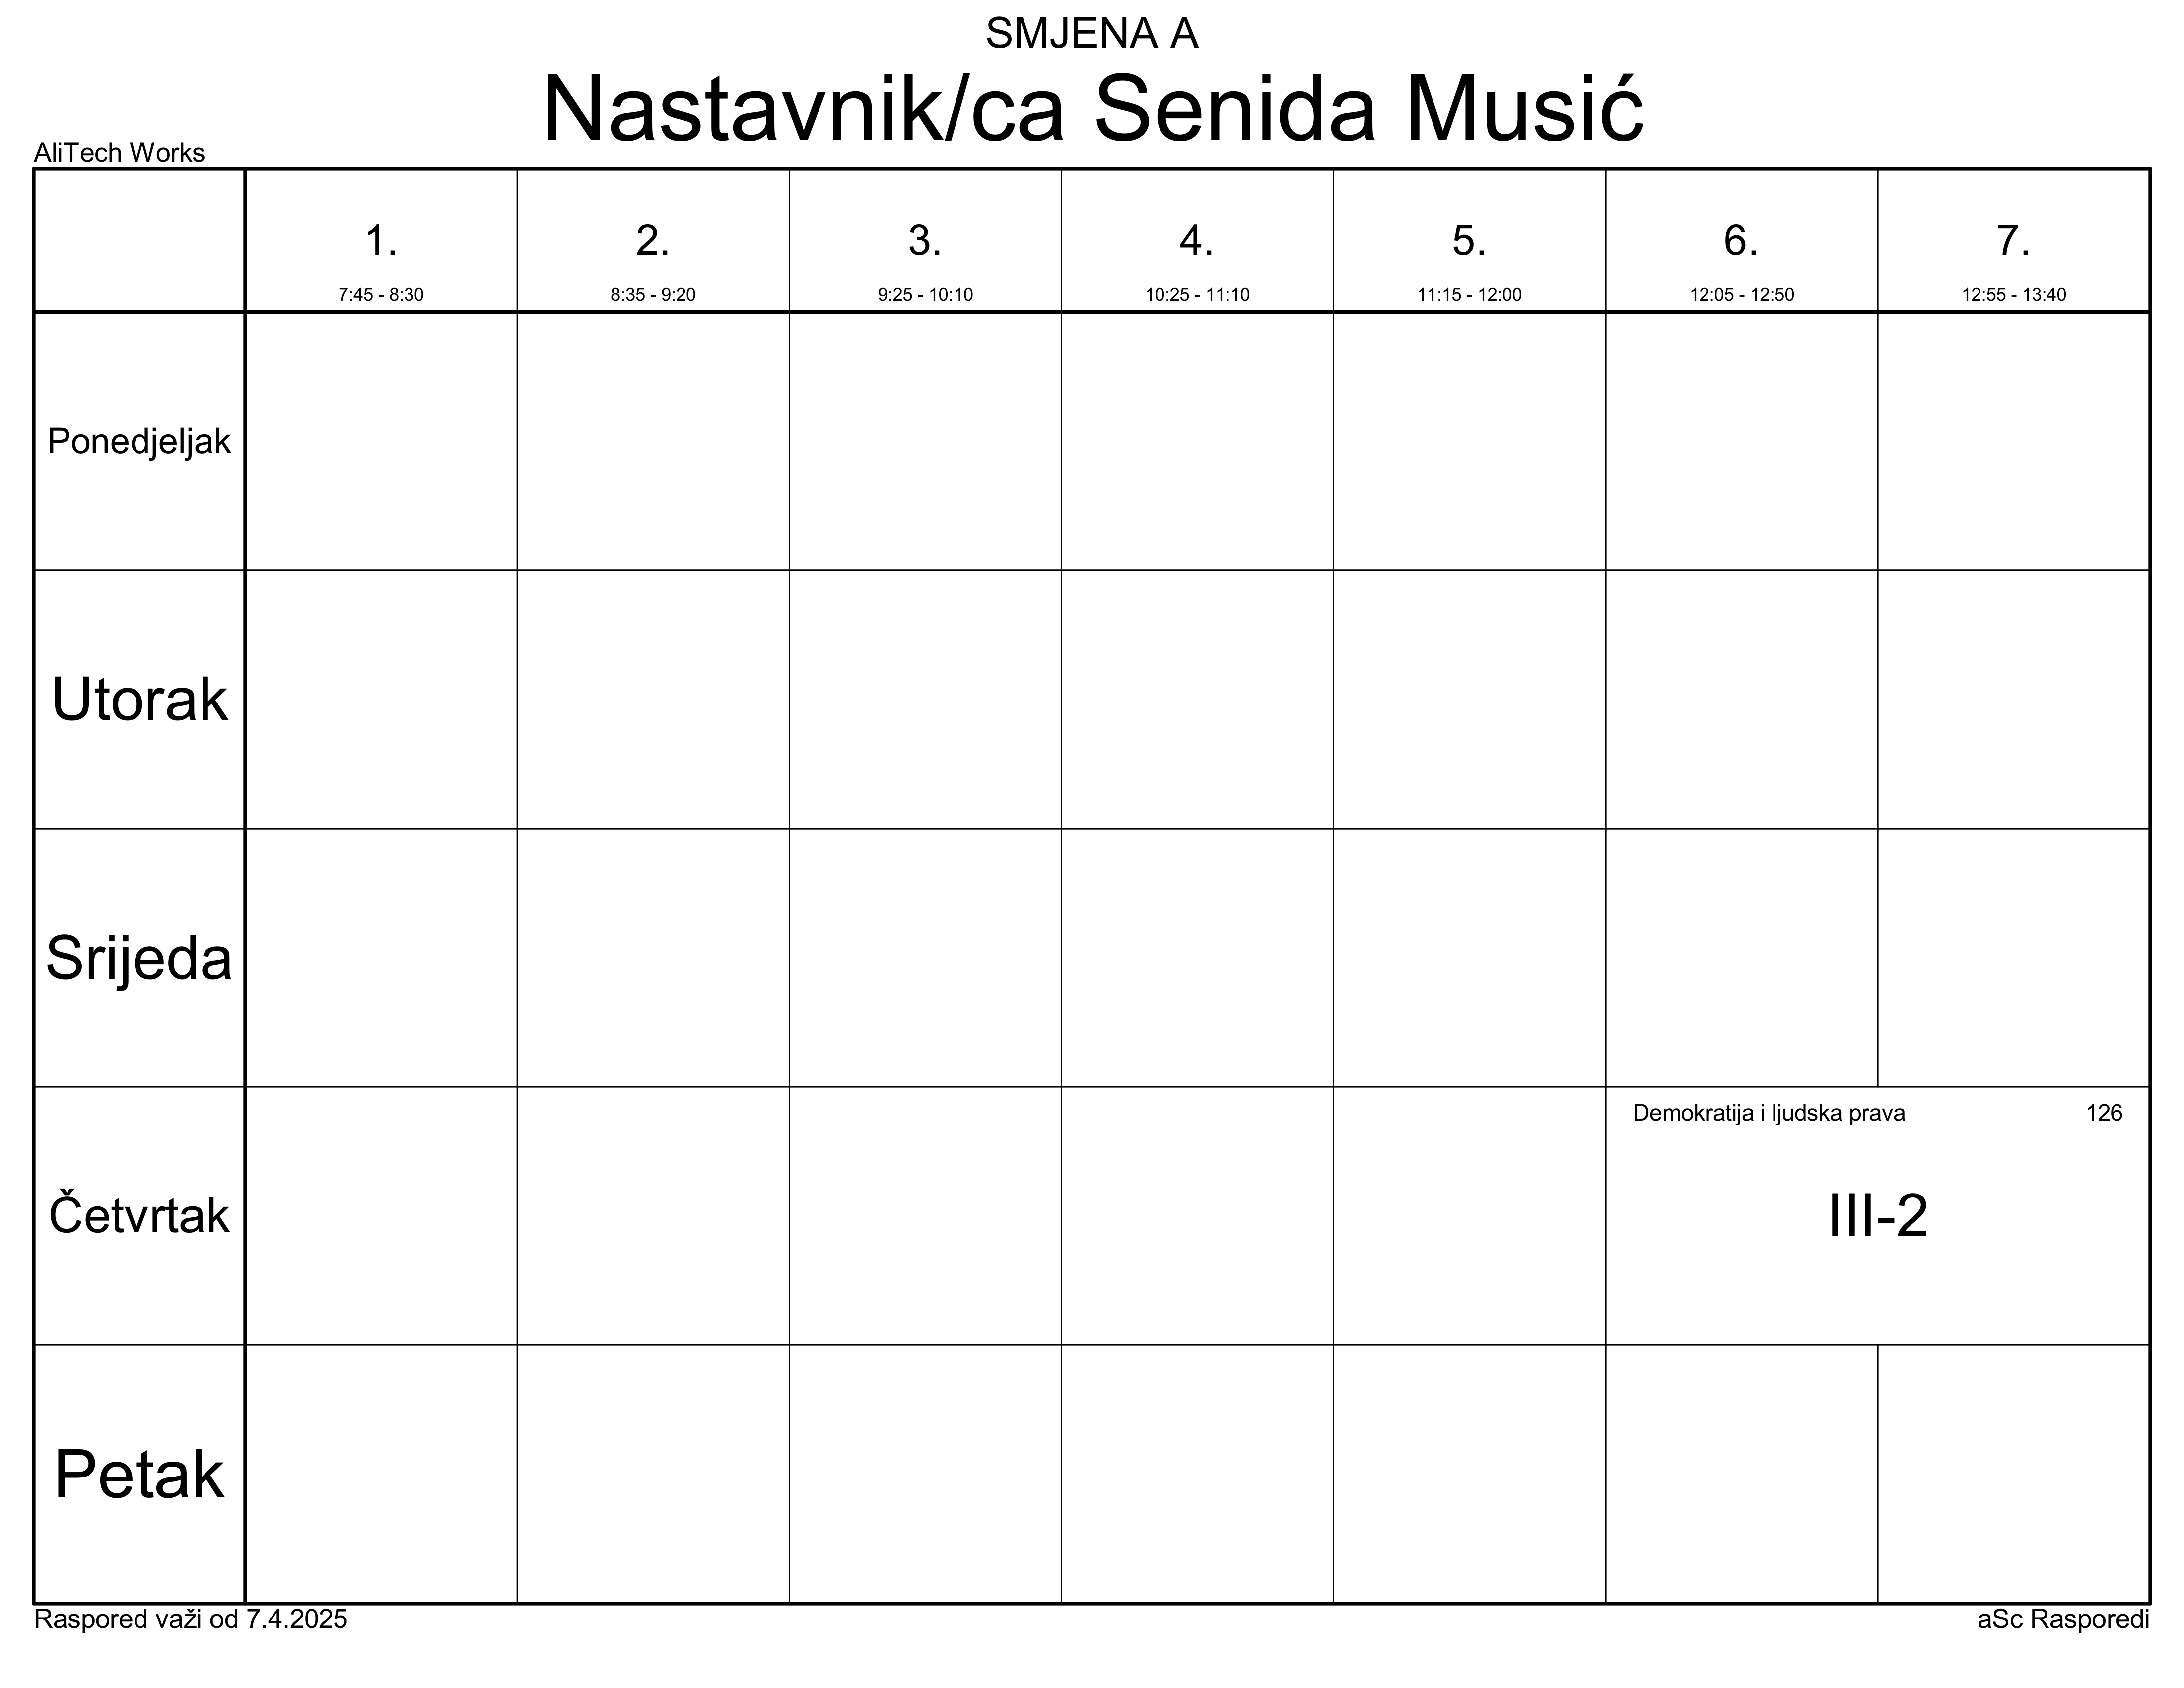 SMJENA A
Nastavnik/ca Senida Musić
AliTech Works
1. 2. 3. 4. 5. 6. 7.
7:45 - 8:30 8:35 - 9:20 9:25 - 10:10 10:25 - 11:10 11:15 - 12:00 12:05 - 12:50 12:55 - 13:40
Ponedjeljak
Utorak
Srijeda
Četvrtak
Demokratija i ljudska prava 126
III-2
Petak
Raspored važi od 7.4.2025
aSc Rasporedi